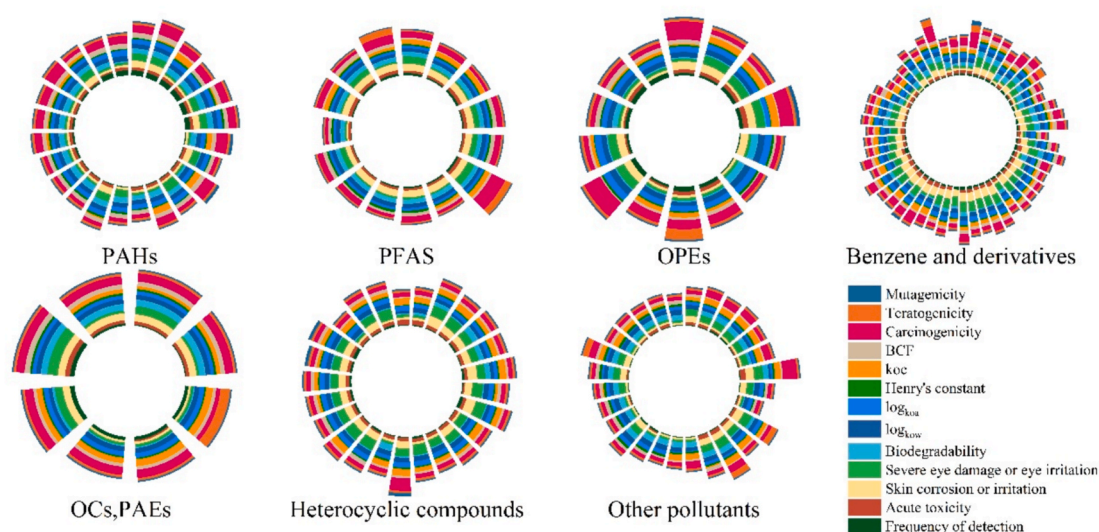 PAHs
PFAS
OPEs
Benzene and derivatives
OCs,PAEs
Heterocyclic compounds
Other pollutants
Mutagenicity
Teratogenicity
Carcinogenicity
BCF
koc
Henry's constant
logkoa
logkow
Biodegradability
Severe eye damage or eye irritation
Skin corrosion or irritation
Acute toxicity
Frequency of detection